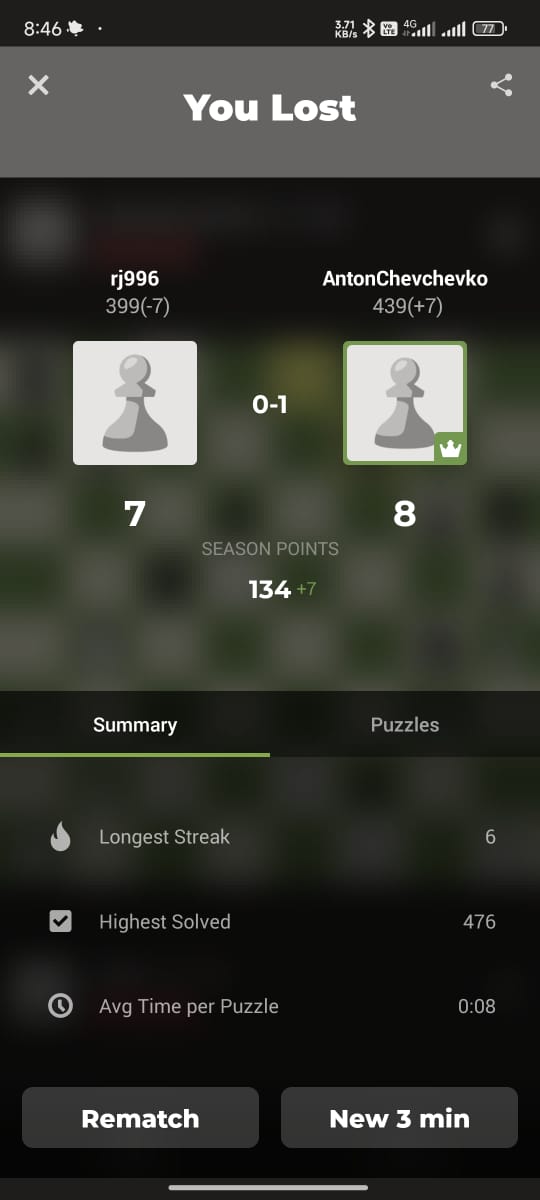 8:46
3.71
KB/s
Vo
LTE
4G
77
You Lost
rj996
AntonChevchevko
399(-7)
439(+7)
0-1
7
8
SEASON POINTS
134 +7
Summary
Puzzles
Longest Streak
6
Highest Solved
476
Avg Time per Puzzle
0:08
Rematch
New 3 min